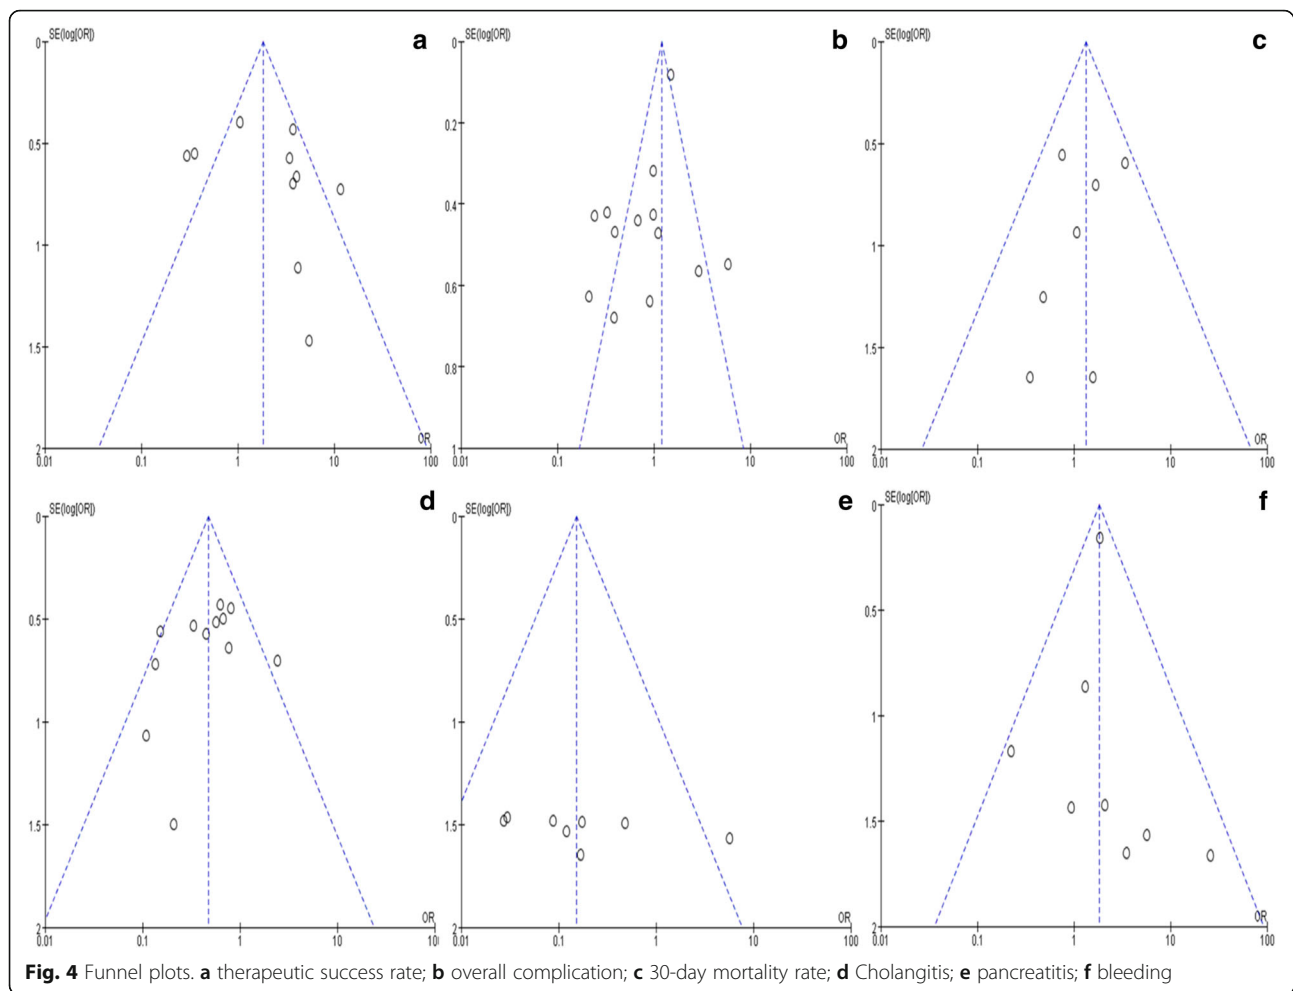 SE(log[OR])
a
0
0.5
1
1.5
2
OR
0.01 0.1 1 10 100
SE(log[OR])
b
0
0.2
0.4
0.6
0.8
1
OR
0.01 0.1 1 10 100
SE(log[OR])
c
0
0.5
1
1.5
2
OR
0.01 0.1 1 10 100
SE(log[OR])
d
0
0.5
1
1.5
2
OR
0.01 0.1 1 10 100
SE(log[OR])
e
0
0.5
1
1.5
2
OR
0.01 0.1 1 10 100
SE(log[OR])
f
0
0.5
1
1.5
2
OR
0.01 0.1 1 10 100
Fig. 4 Funnel plots. a therapeutic success rate; b overall complication; c 30-day mortality rate; d Cholangitis; e pancreatitis; f bleeding